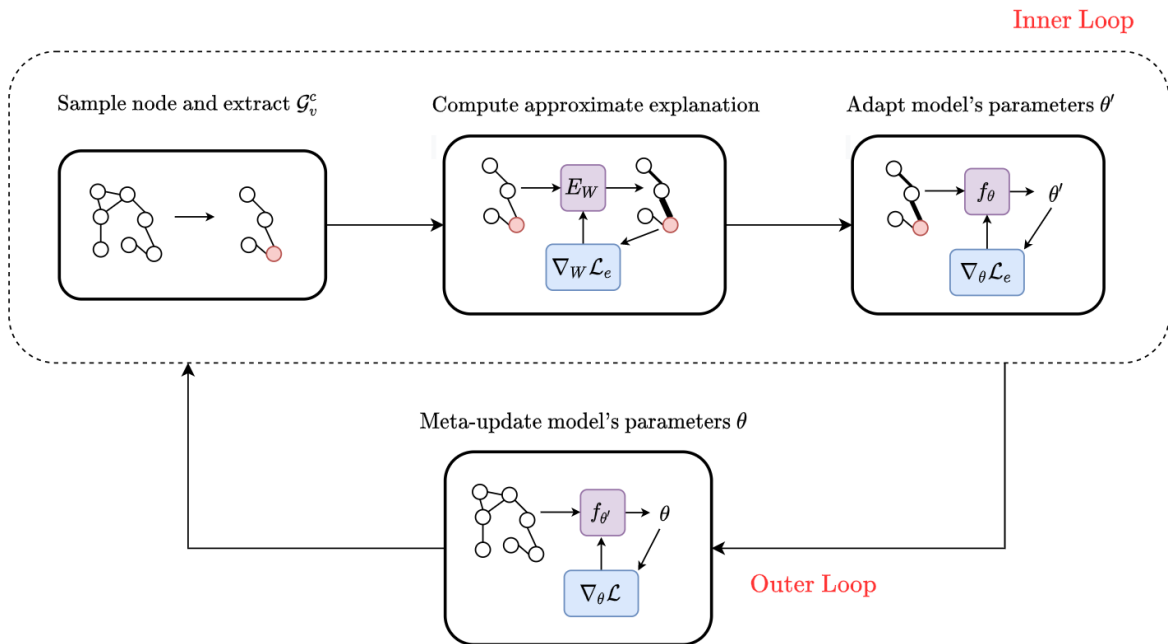 Inner Loop
Sample node and extract 𝒢_v^c
Compute approximate explanation
Adapt model's parameters θ′
E_W
∇_W ℒ_e
f_θ
θ′
∇_θ ℒ_e
Meta-update model's parameters θ
f_θ′
θ
∇_θ ℒ
Outer Loop